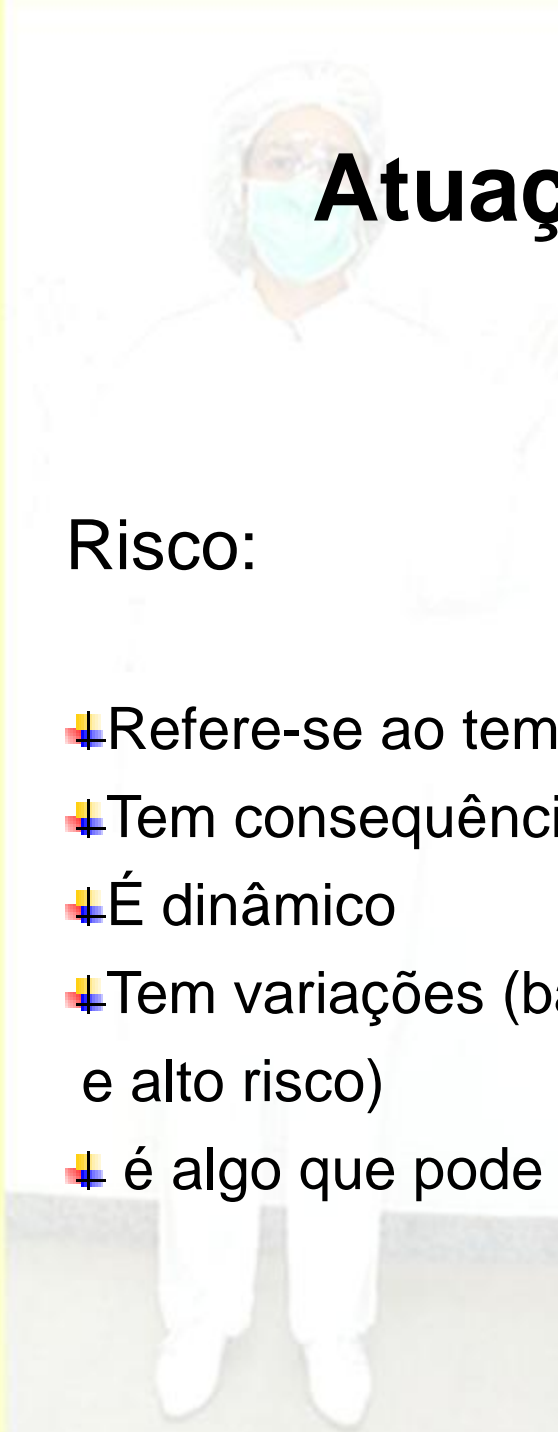 Atuaç
Risco:
Refere-se ao tem
Tem consequênci
É dinâmico
Tem variações (ba
e alto risco)
é algo que pode